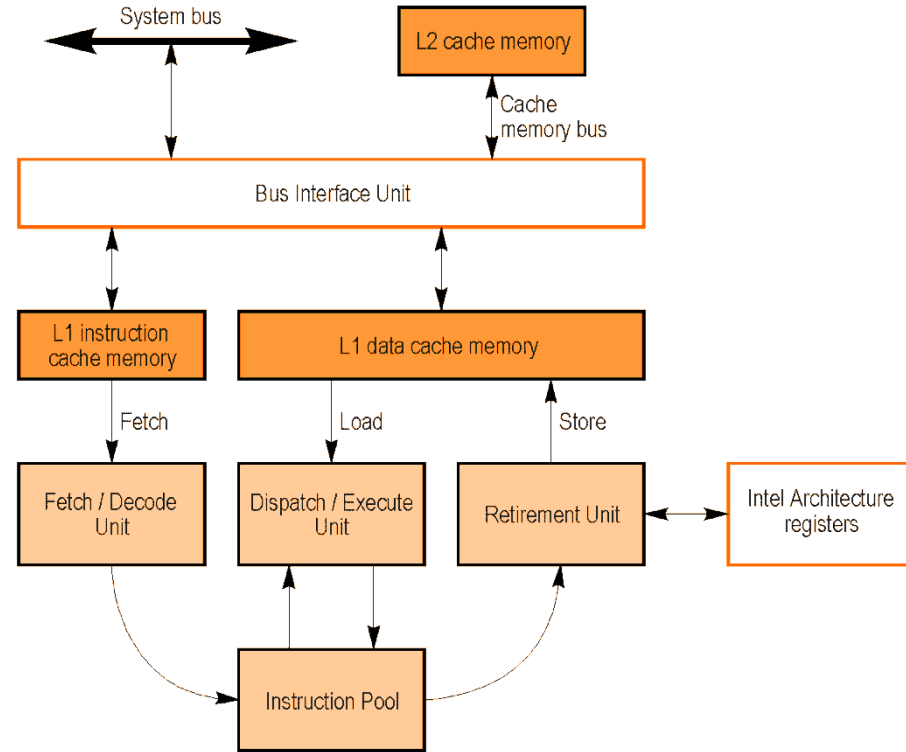 System bus
L2 cache memory
Cache
memory bus
Bus Interface Unit
L1 instruction
cache memory
L1 data cache memory
Fetch
Load
Store
Fetch / Decode
Unit
Dispatch / Execute
Unit
Retirement Unit
Intel Architecture
registers
Instruction Pool